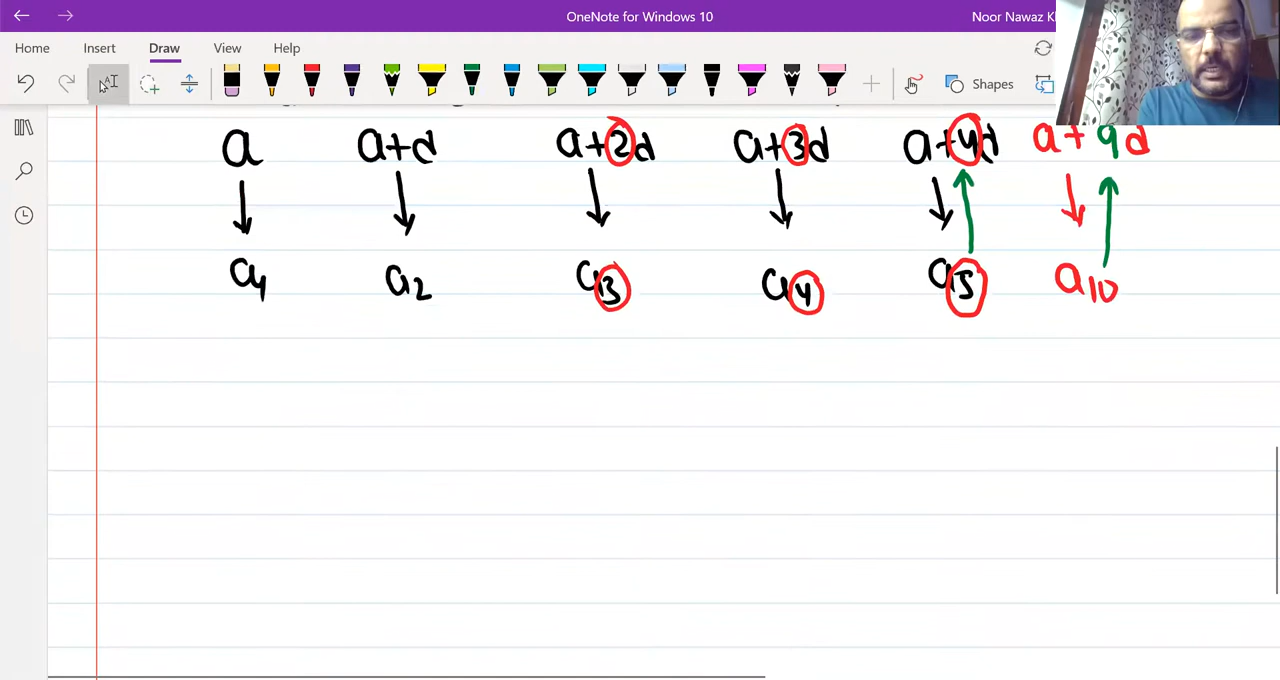 OneNote for Windows 10
Noor Nawaz
Home Insert Draw View Help
Shapes
a a+d a+2d a+3d a+4d a+9d
a1 a2 a3 a4 a5 a10